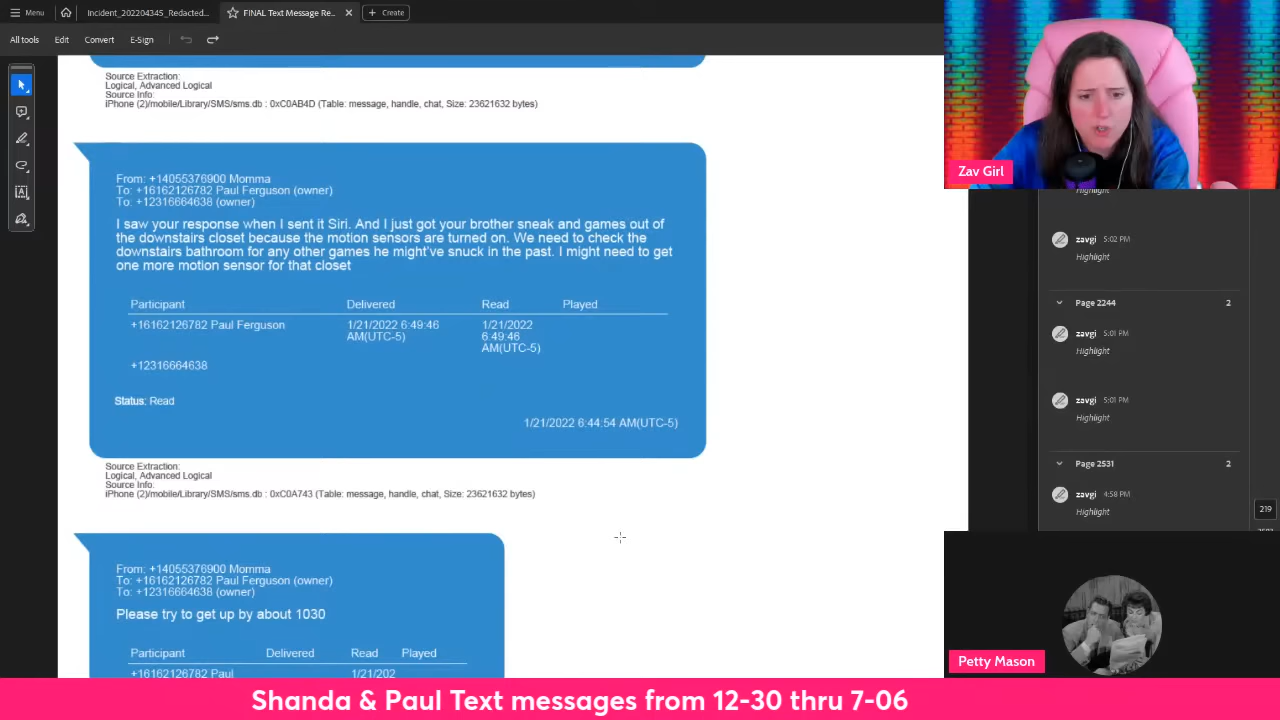 Menu
Incident_202204345_Redacted...
FINAL Text Message Re...
Create
All tools
Edit
Convert
E-Sign
Source Extraction:
Logical, Advanced Logical
Source Info:
iPhone (2)/mobile/Library/SMS/sms.db : 0xC0AB4D (Table: message, handle, chat, Size: 23621632 bytes)
From: +14055376900 Momma
To: +16162126782 Paul Ferguson (owner)
To: +12316664638 (owner)
I saw your response when I sent it Siri. And I just got your brother sneak and games out of
the downstairs closet because the motion sensors are turned on. We need to check the
downstairs bathroom for any other games he might've snuck in the past. I might need to get
one more motion sensor for that closet
Participant Delivered Read Played
+16162126782 Paul Ferguson 1/21/2022 6:49:46 1/21/2022
AM(UTC-5) 6:49:46
AM(UTC-5)
+12316664638
Status: Read
1/21/2022 6:44:54 AM(UTC-5)
Source Extraction:
Logical, Advanced Logical
Source Info:
iPhone (2)/mobile/Library/SMS/sms.db : 0xC0A743 (Table: message, handle, chat, Size: 23621632 bytes)
From: +14055376900 Momma
To: +16162126782 Paul Ferguson (owner)
To: +12316664638 (owner)
Please try to get up by about 1030
Participant Delivered Read Played
+16162126782 Paul 1/21/202
Zav Girl
Highlight
zavgi 5:02 PM
Highlight
Page 2244 2
zavgi 5:01 PM
Highlight
zavgi 5:01 PM
Highlight
Page 2531 2
zavgi 4:58 PM
Highlight
219
Petty Mason
Shanda & Paul Text messages from 12-30 thru 7-06